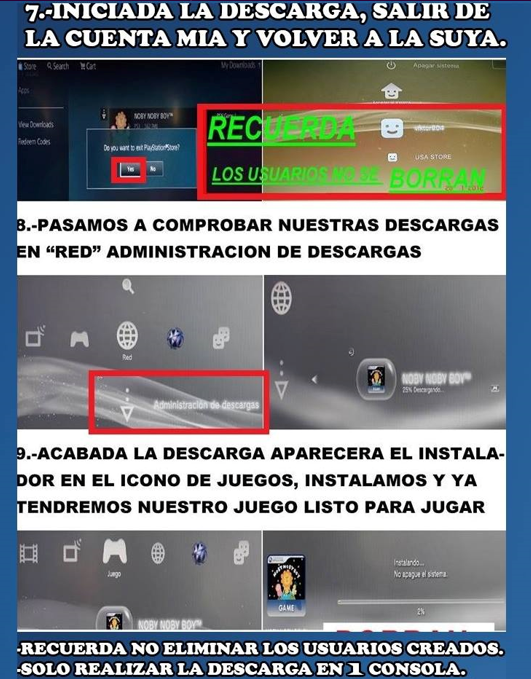 7.-INICIADA LA DESCARGA, SALIR DE
LA CUENTA MIA Y VOLVER A LA SUYA.
Store Search Cart
My Downloads
Apps
View Downloads
Redeem Codes
NOBY NOBY BOY™
Do you want to exit PlayStation®Store?
Yes No
Apagar sistema
USA STORE
RECUERDA
LOS USUARIOS NO SE BORRAN
8.-PASAMOS A COMPROBAR NUESTRAS DESCARGAS
EN “RED” ADMINISTRACION DE DESCARGAS
Red
Administración de descargas
NOBY NOBY BOY™
25% Descargando...
9.-ACABADA LA DESCARGA APARECERA EL INSTALA-
DOR EN EL ICONO DE JUEGOS, INSTALAMOS Y YA
TENDREMOS NUESTRO JUEGO LISTO PARA JUGAR
Juego
NOBY NOBY BOY™
GAME
Instalando...
No apague el sistema.
2%
-RECUERDA NO ELIMINAR LOS USUARIOS CREADOS.
-SOLO REALIZAR LA DESCARGA EN 1 CONSOLA.